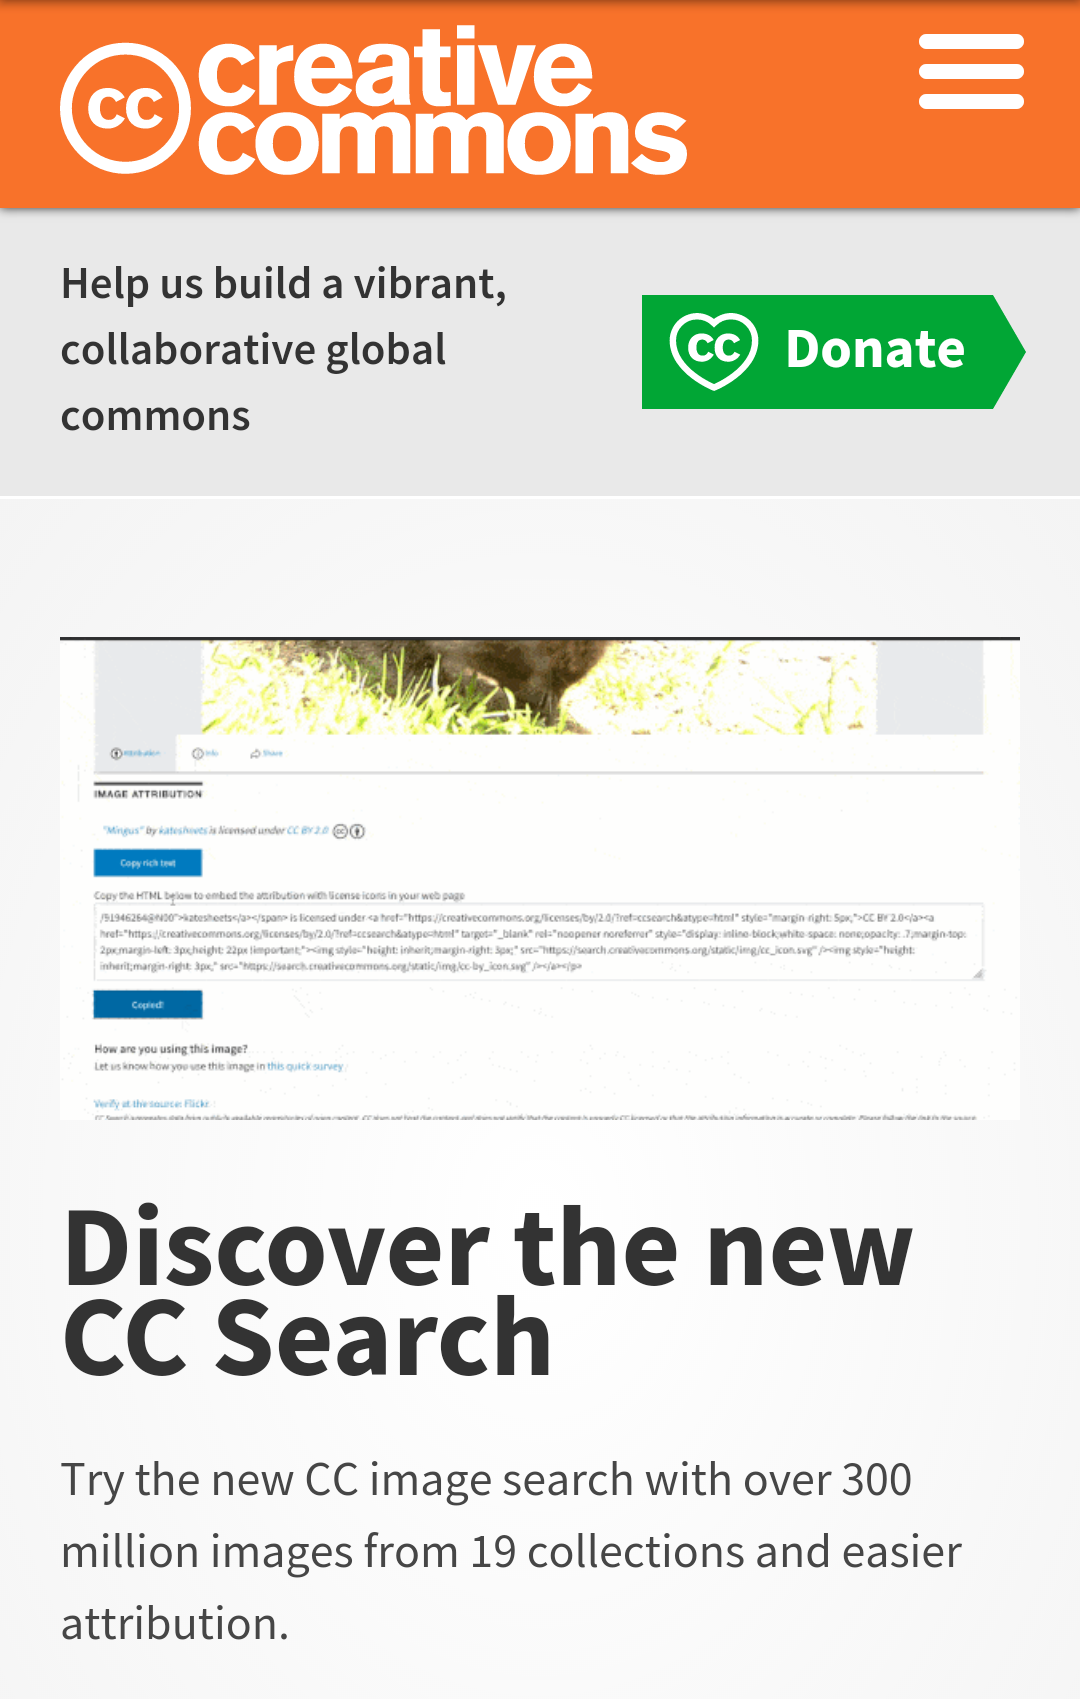 cc creative
commons
Help us build a vibrant,
collaborative global
commons
CC Donate
Attribution Info Share
IMAGE ATTRIBUTION
"Mingus" by katesheets is licensed under CC BY 2.0
Copy rich text
Copy the HTML below to embed the attribution with license icons in your web page
/91946264@N00">katesheets</a></span> is licensed under <a href="https://creativecommons.org/licenses/by/2.0/?ref=ccsearch&atype=html" style="margin-right: 5px;">CC BY 2.0</a><a
href="https://creativecommons.org/licenses/by/2.0/?ref=ccsearch&atype=html" target="_blank" rel="noopener noreferrer" style="display: inline-block;white-space: none;opacity: .7;margin-top:
2px;margin-left: 3px;height: 22px !important;"><img style="height: inherit;margin-right: 3px;" src="https://search.creativecommons.org/static/img/cc_icon.svg" /><img style="height:
inherit;margin-right: 3px;" src="https://search.creativecommons.org/static/img/cc-by_icon.svg" /></a></p>
Copied!
How are you using this image?
Let us know how you use this image in this quick survey
Verify at the source: Flickr
Discover the new
CC Search
Try the new CC image search with over 300
million images from 19 collections and easier
attribution.